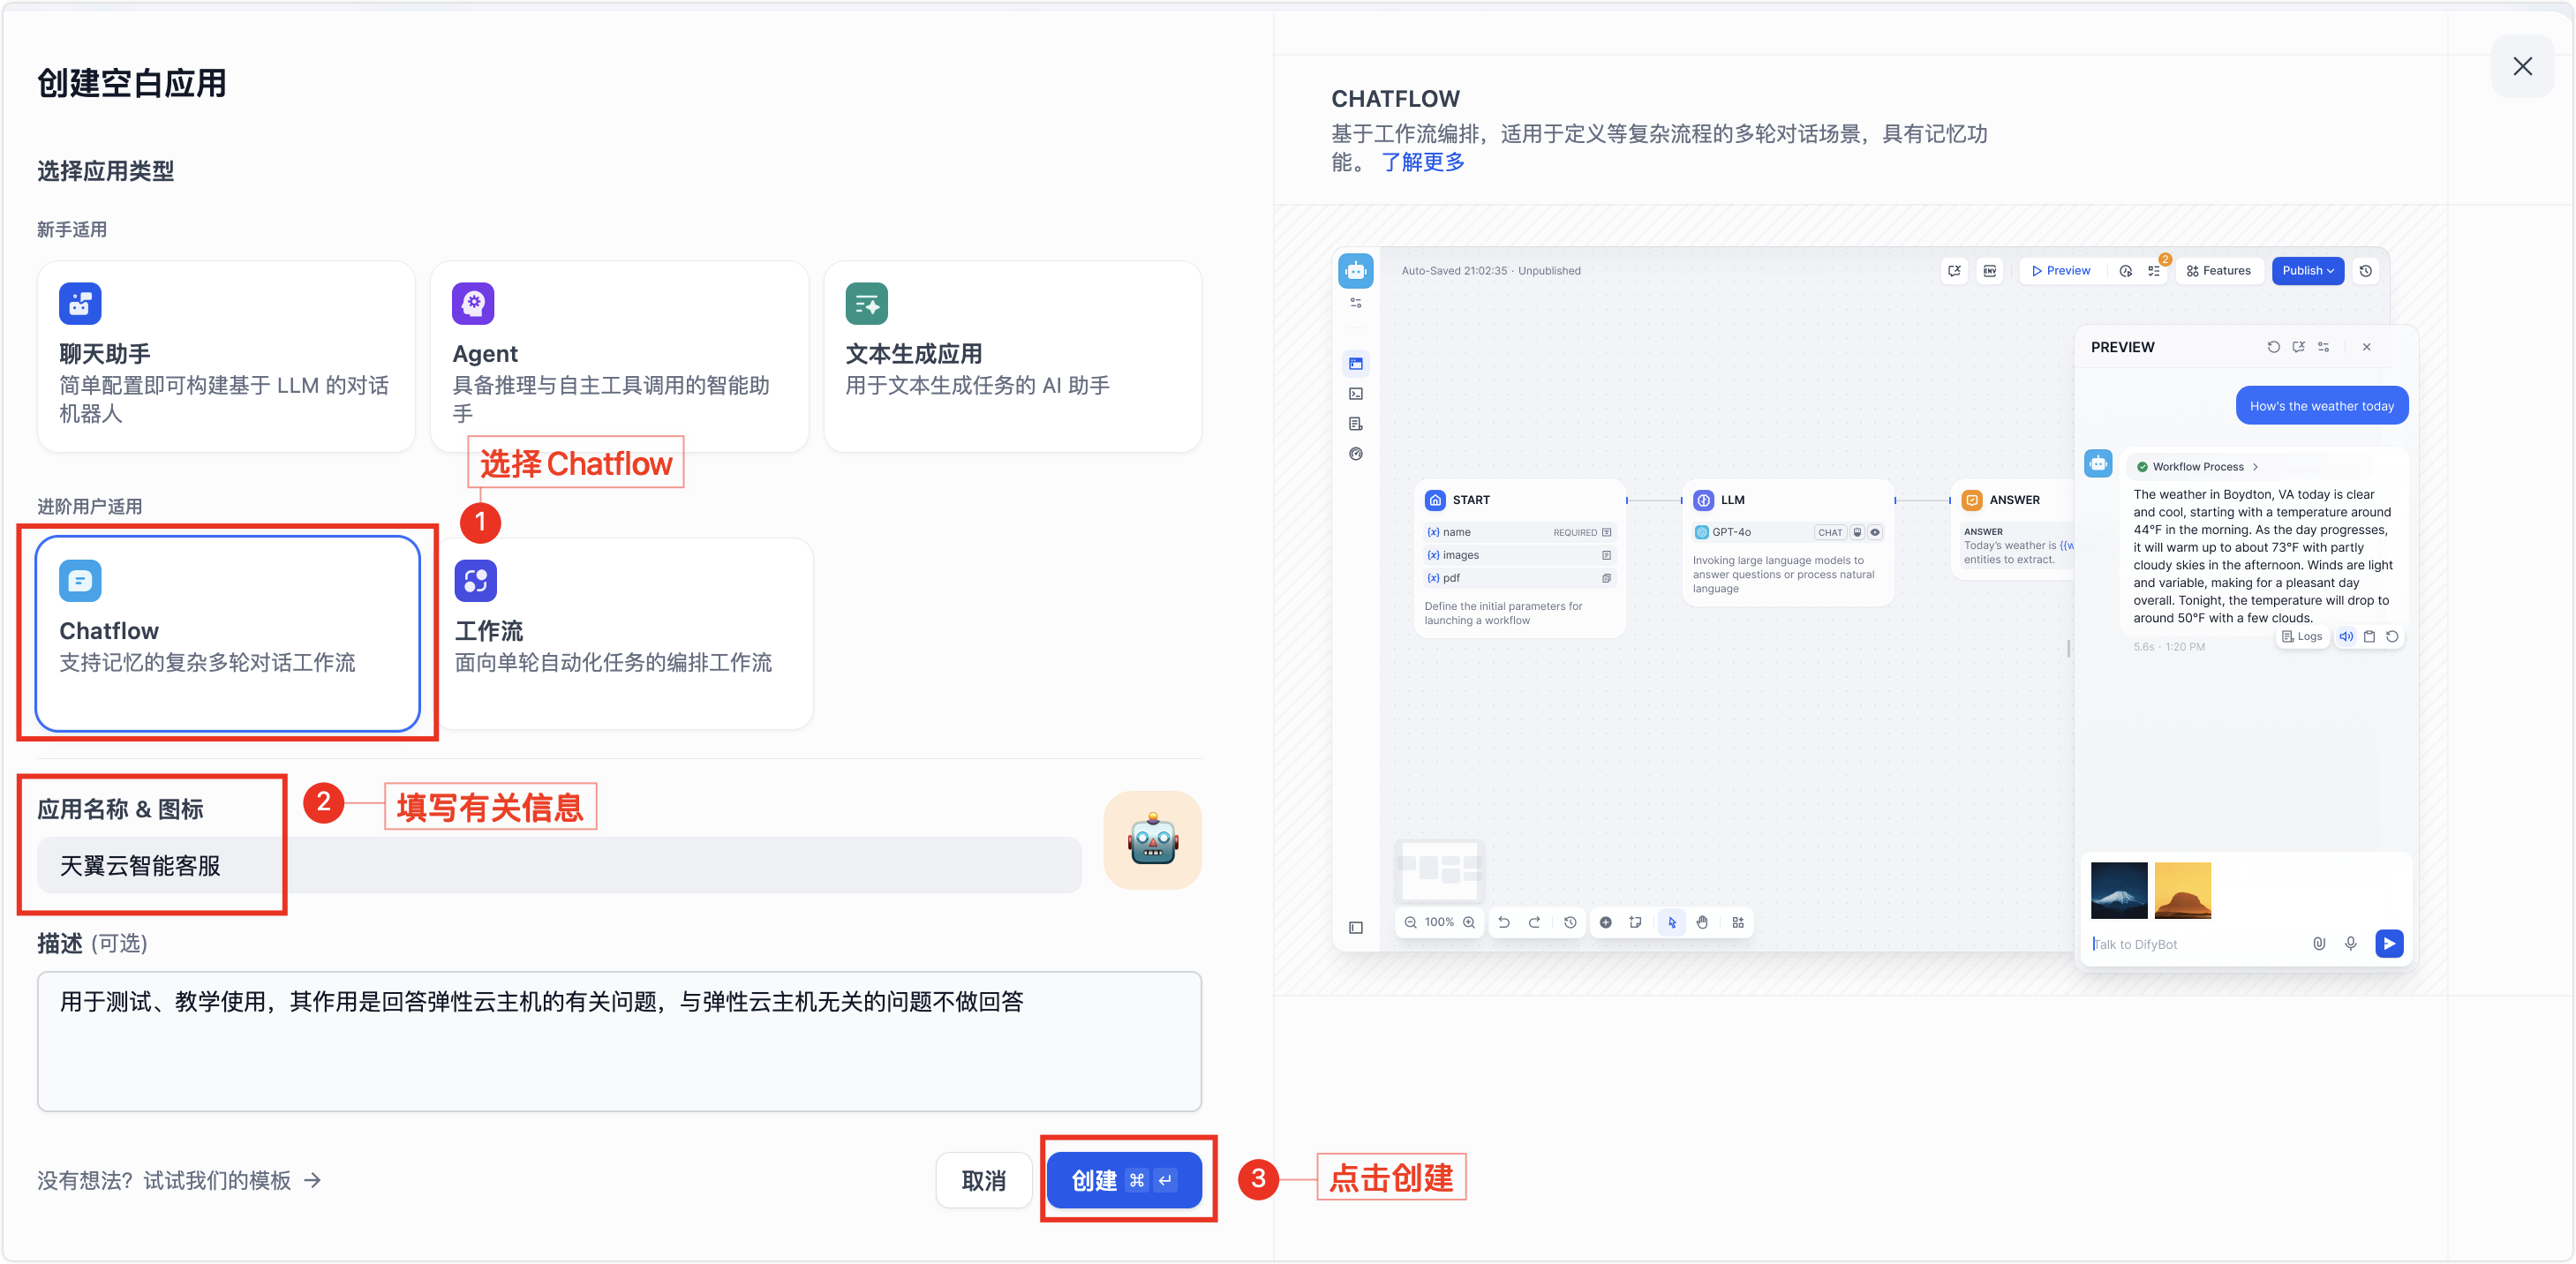 创建空白应用
选择应用类型
新手适用
聊天助手
简单配置即可构建基于 LLM 的对话
机器人
Agent
具备推理与自主工具调用的智能助
手
文本生成应用
用于文本生成任务的 AI 助手
选择 Chatflow
1
进阶用户适用
Chatflow
支持记忆的复杂多轮对话工作流
工作流
面向单轮自动化任务的编排工作流
应用名称 & 图标
2
填写有关信息
天翼云智能客服
描述 (可选)
用于测试、教学使用，其作用是回答弹性云主机的有关问题，与弹性云主机无关的问题不做回答
没有想法？试试我们的模板 →
取消
创建 ⌘ ↵
3
点击创建
CHATFLOW
基于工作流编排，适用于定义等复杂流程的多轮对话场景，具有记忆功
能。 了解更多
Auto-Saved 21:02:35 · Unpublished
ENV
Preview
2
Features
Publish
START
{x} name REQUIRED
{x} images
{x} pdf
Define the initial parameters for
launching a workflow
LLM
GPT-4o CHAT
Invoking large language models to
answer questions or process natural
language
ANSWER
ANSWER
Today's weather is {{w
entities to extract.
PREVIEW
How's the weather today
Workflow Process >
The weather in Boydton, VA today is clear
and cool, starting with a temperature around
44°F in the morning. As the day progresses,
it will warm up to about 73°F with partly
cloudy skies in the afternoon. Winds are light
and variable, making for a pleasant day
overall. Tonight, the temperature will drop to
around 50°F with a few clouds.
Logs
5.6s · 1:20 PM
100%
Talk to DifyBot